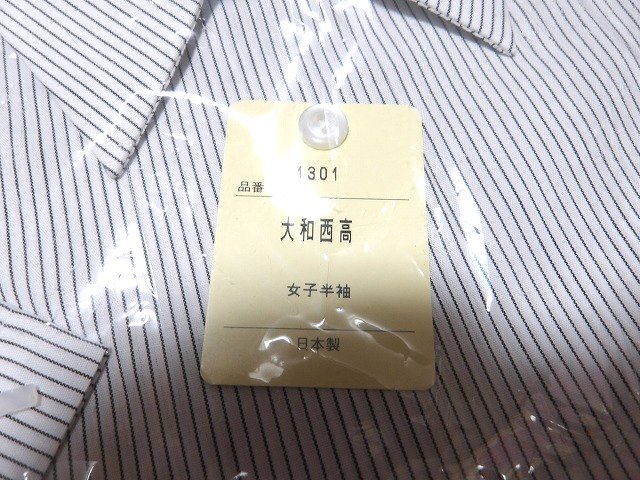 品番 1301
大和西高
女子半袖
日本製